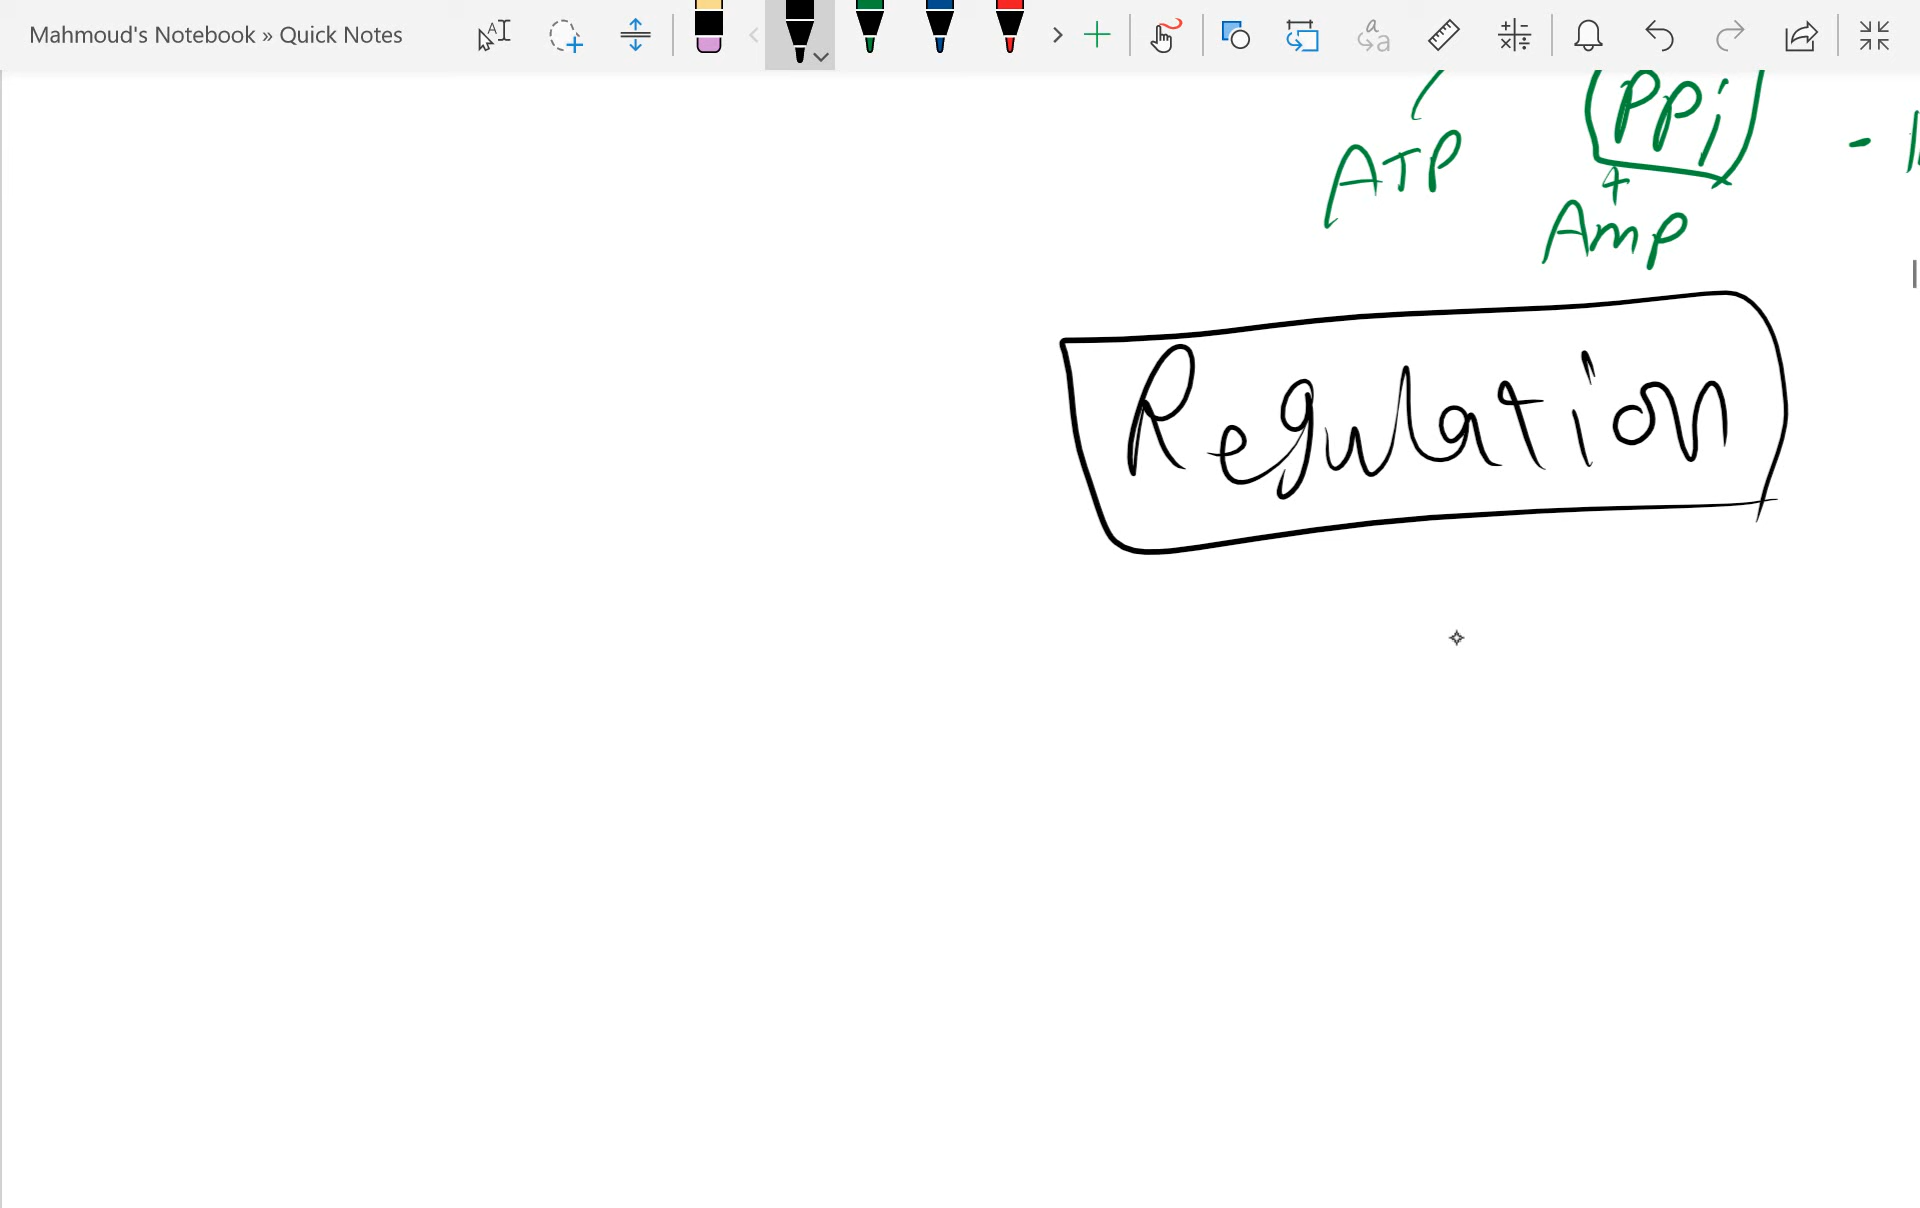 Mahmoud's Notebook » Quick Notes
(PPi)
ATP
+
Amp
Regulation